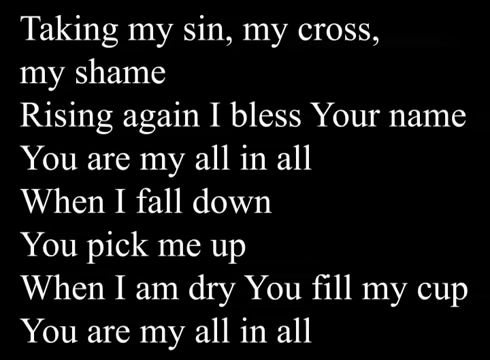 Taking my sin, my cross,
my shame
Rising again I bless Your name
You are my all in all
When I fall down
You pick me up
When I am dry You fill my cup
You are my all in all